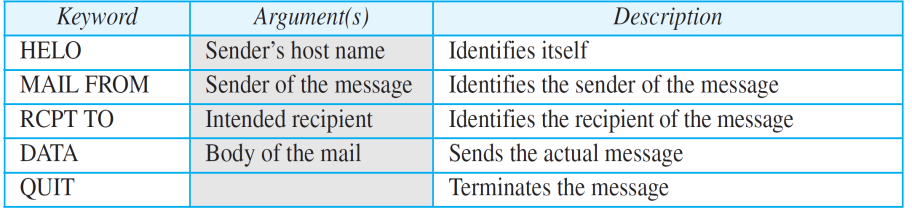 Keyword Argument(s) Description
HELO Sender’s host name Identifies itself
MAIL FROM Sender of the message Identifies the sender of the message
RCPT TO Intended recipient Identifies the recipient of the message
DATA Body of the mail Sends the actual message
QUIT Terminates the message